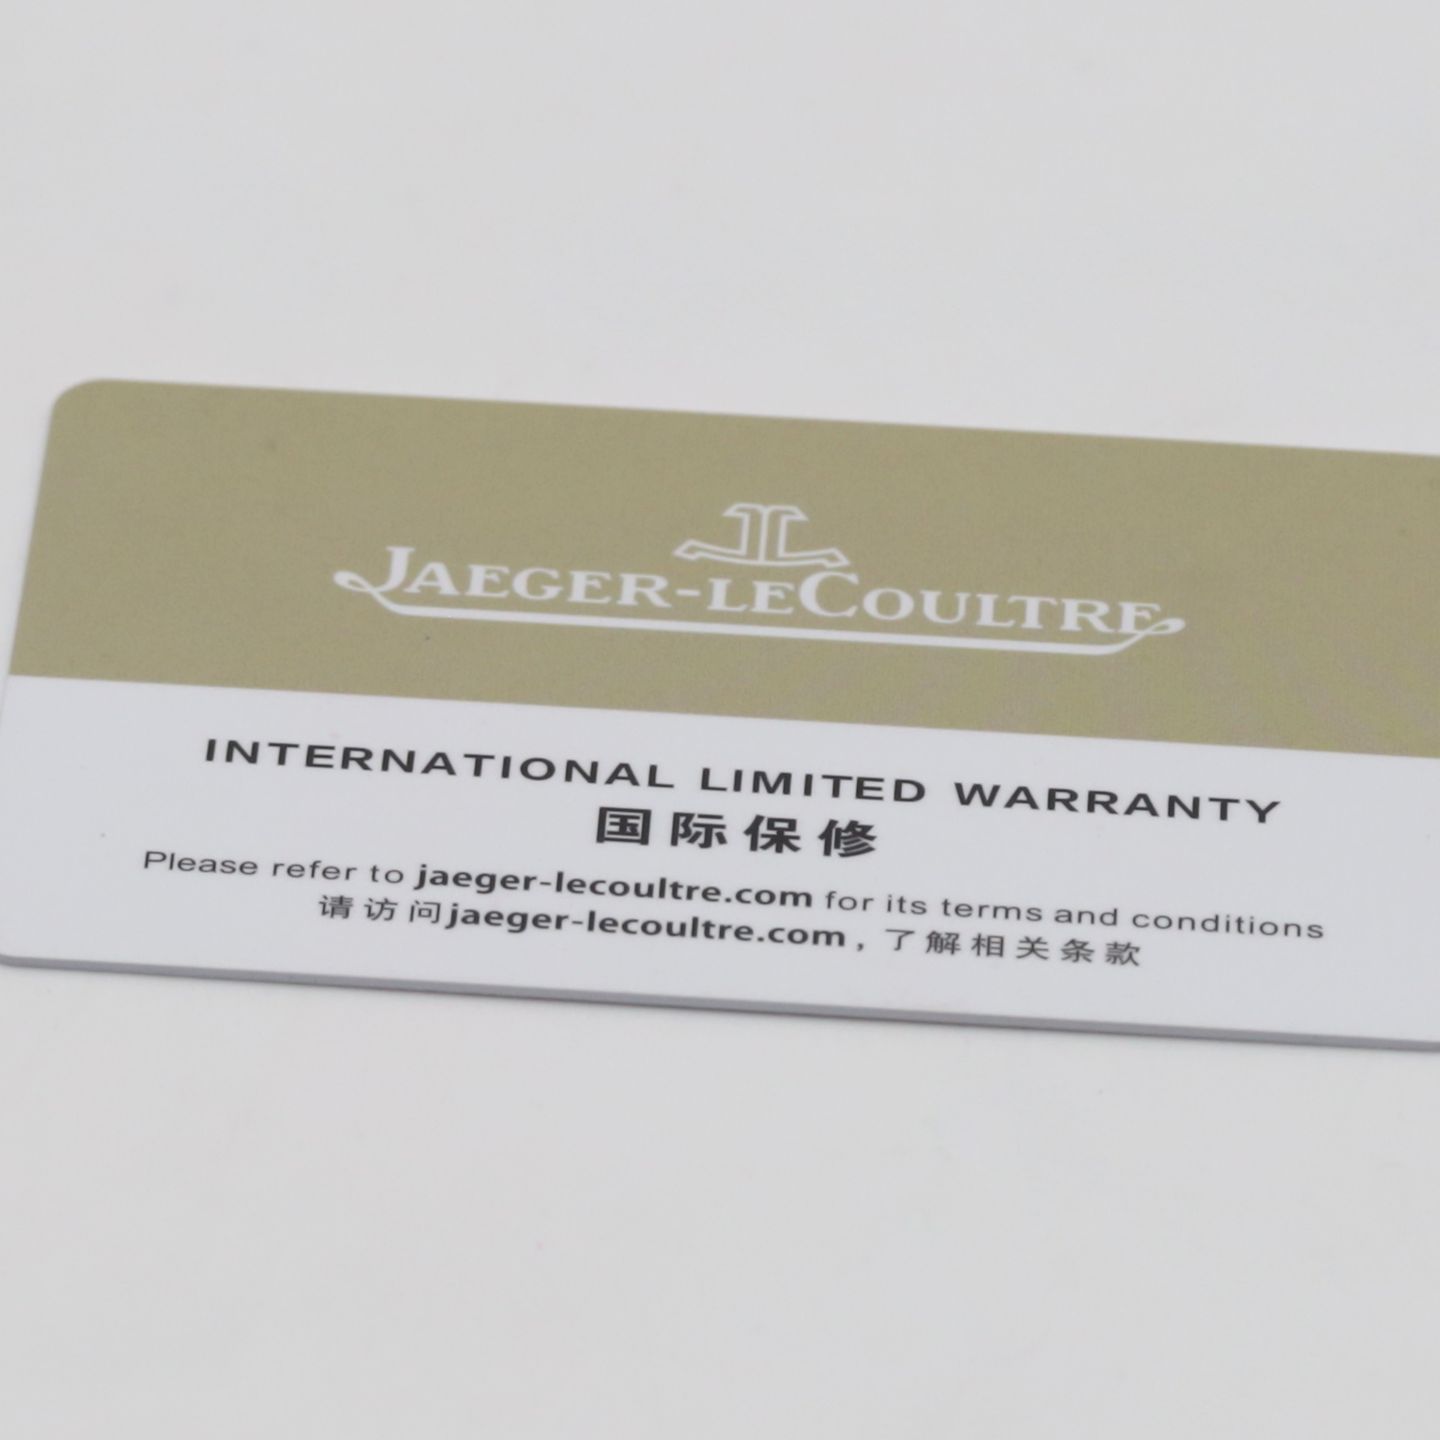 JAEGER-LECOULTRE
INTERNATIONAL LIMITED WARRANTY
国际保修
Please refer to jaeger-lecoultre.com for its terms and conditions
请访问jaeger-lecoultre.com，了解相关条款